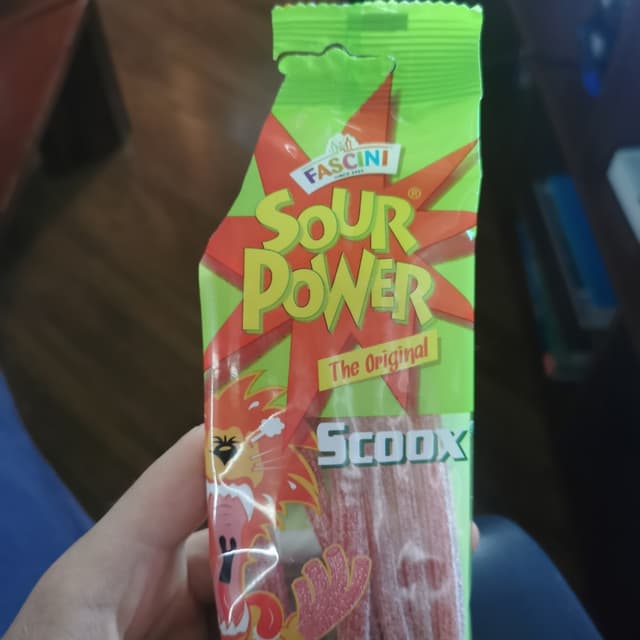 FASCINI
SOUR®
POWER
The Original
SCOOX